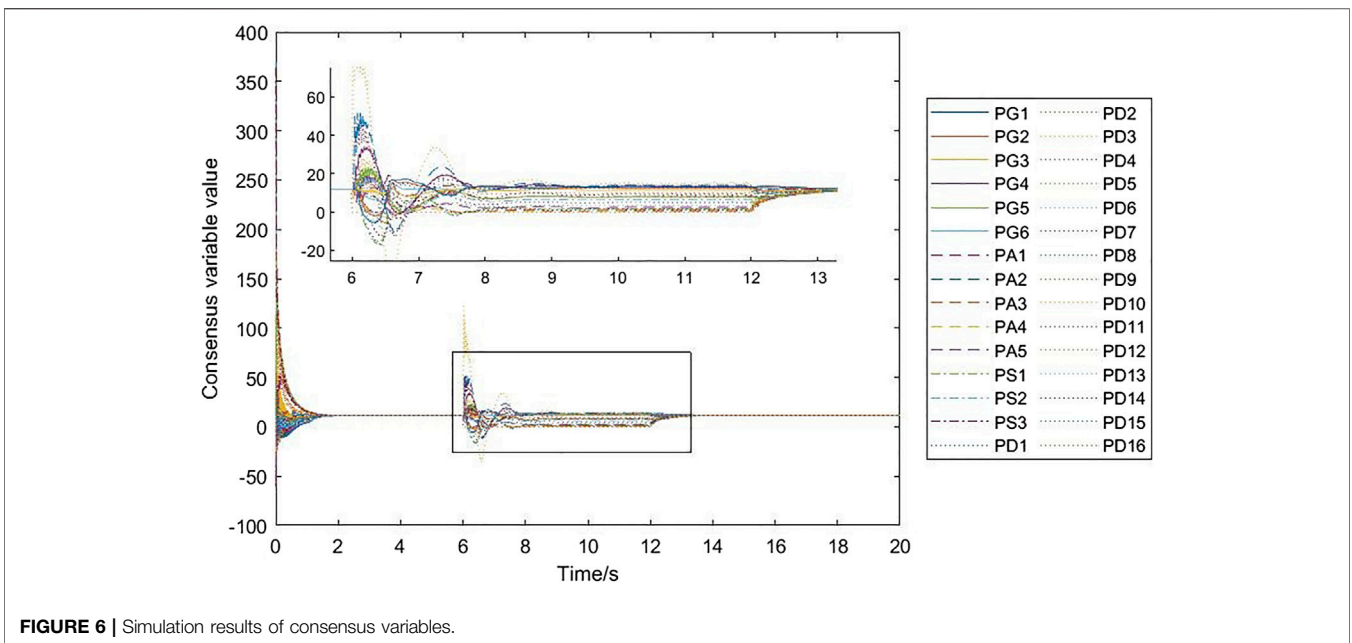 400
350
300
250
200
150
100
50
0
-50
-100
Consensus variable value
60
40
20
0
-20
6 7 8 9 10 11 12 13
0 2 4 6 8 10 12 14 16 18 20
Time/s
PG1 PD2
PG2 PD3
PG3 PD4
PG4 PD5
PG5 PD6
PG6 PD7
PA1 PD8
PA2 PD9
PA3 PD10
PA4 PD11
PA5 PD12
PS1 PD13
PS2 PD14
PS3 PD15
PD1 PD16
FIGURE 6 | Simulation results of consensus variables.